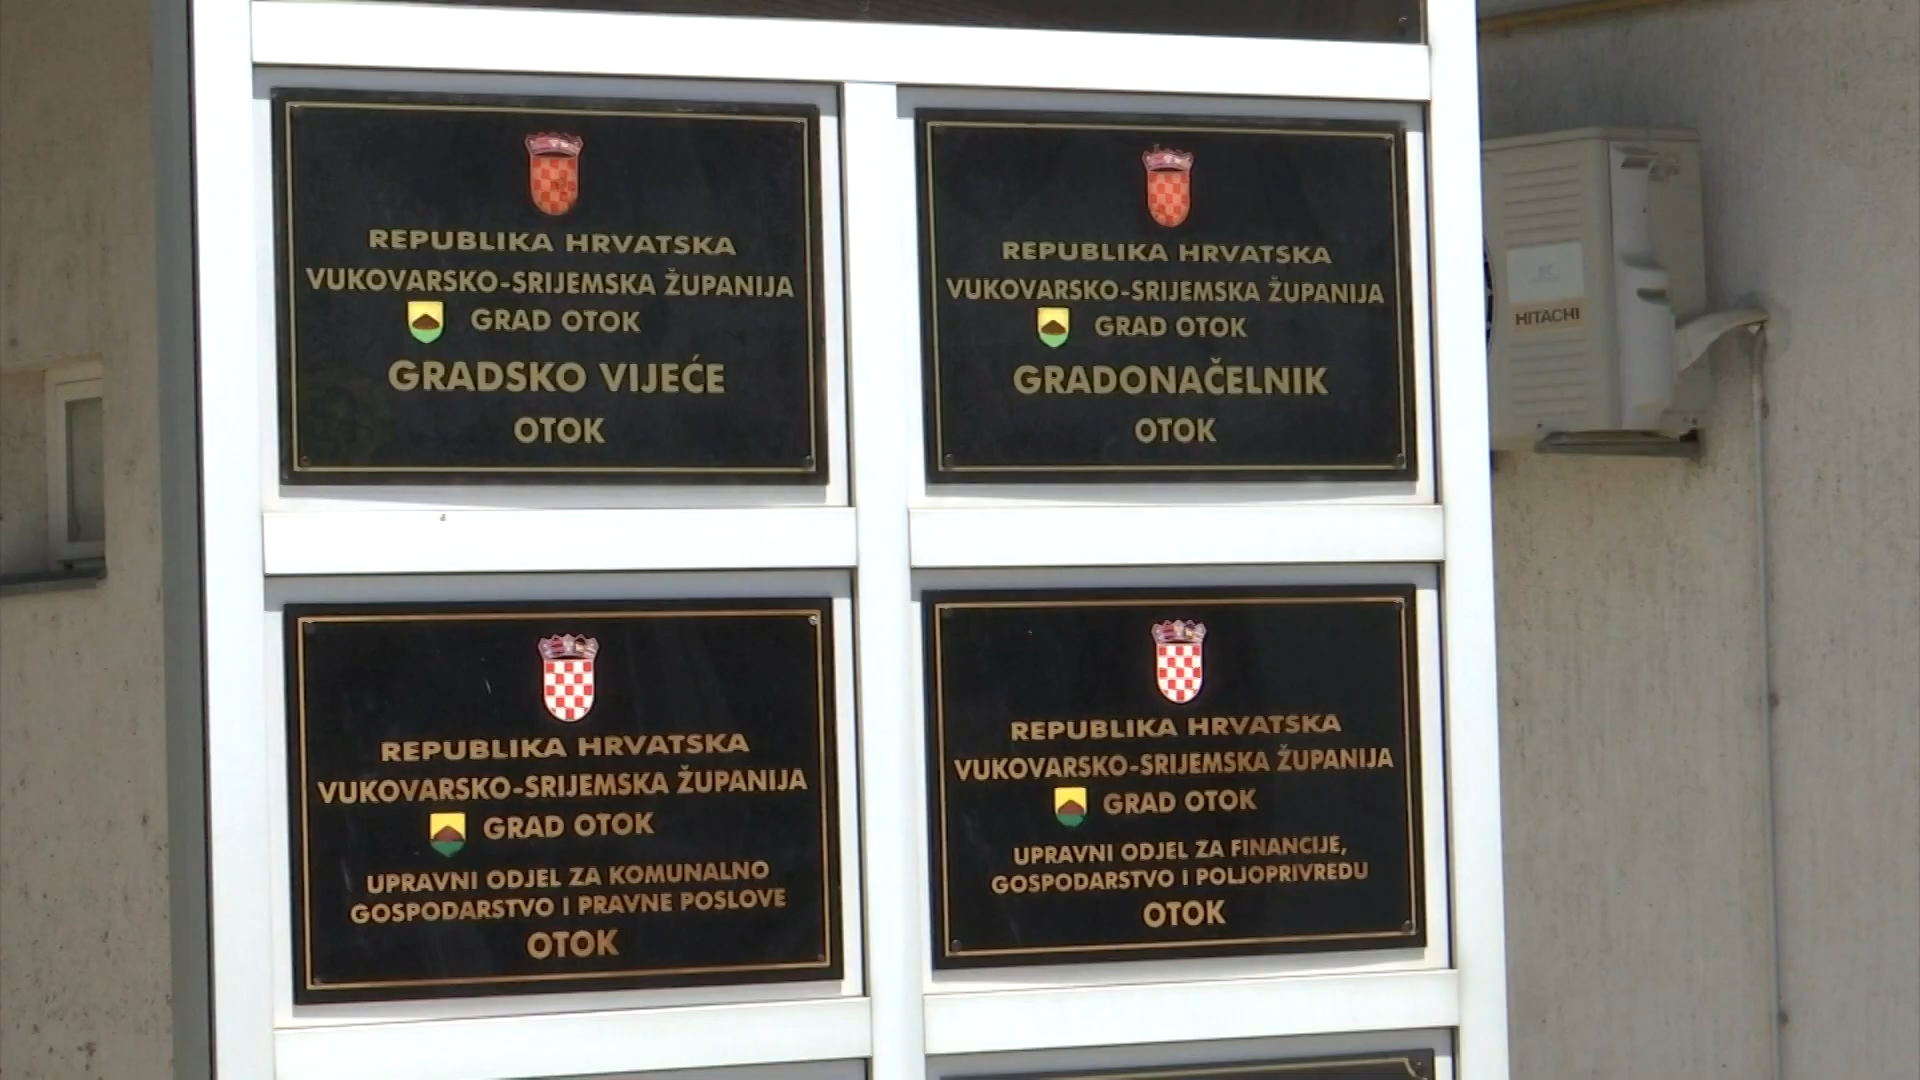 REPUBLIKA HRVATSKA
VUKOVARSKO-SRIJEMSKA ŽUPANIJA
GRAD OTOK
GRADSKO VIJEĆE
OTOK
REPUBLIKA HRVATSKA
VUKOVARSKO-SRIJEMSKA ŽUPANIJA
GRAD OTOK
GRADONAČELNIK
OTOK
HITACHI
REPUBLIKA HRVATSKA
VUKOVARSKO-SRIJEMSKA ŽUPANIJA
GRAD OTOK
UPRAVNI ODJEL ZA KOMUNALNO
GOSPODARSTVO I PRAVNE POSLOVE
OTOK
REPUBLIKA HRVATSKA
VUKOVARSKO-SRIJEMSKA ŽUPANIJA
GRAD OTOK
UPRAVNI ODJEL ZA FINANCIJE,
GOSPODARSTVO I POLJOPRIVREDU
OTOK